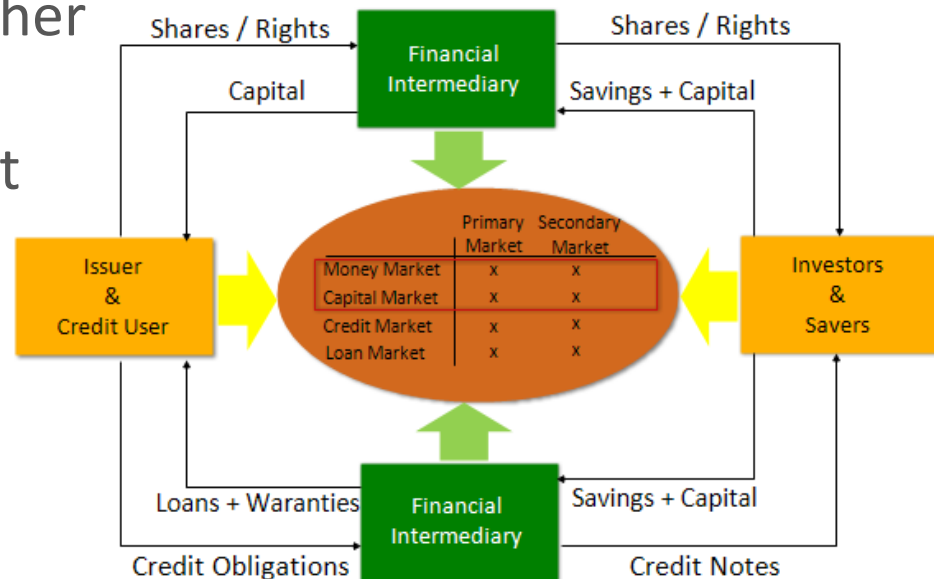 her
Shares / Rights
Shares / Rights
Financial
Intermediary
Capital
Savings + Capital
t
Primary Secondary
Market Market
Money Market x x
Capital Market x x
Credit Market x x
Loan Market x x
Issuer
&
Credit User
Investors
&
Savers
Loans + Waranties
Financial
Intermediary
Savings + Capital
Credit Obligations
Credit Notes